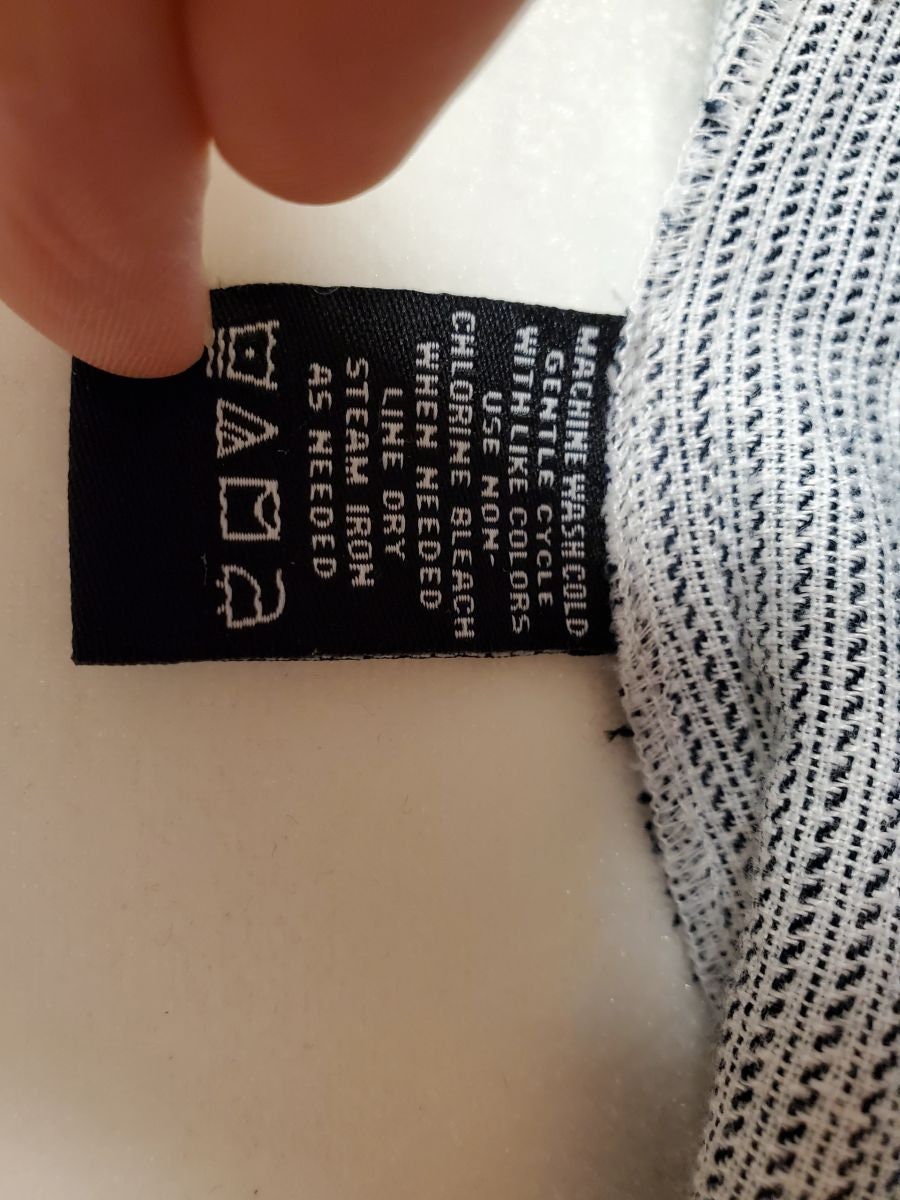 MACHINE WASH COLD
GENTLE CYCLE
WITH LIKE COLORS
USE NON-
CHLORINE BLEACH
WHEN NEEDED
LINE DRY
STEAM IRON
AS NEEDED